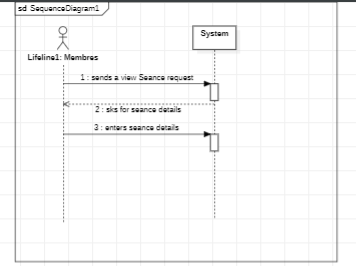 sd SequenceDiagram1
System
Lifeline1: Membres
1 : sends a view Seance request
2 : sks for seance details
3 : enters seance details